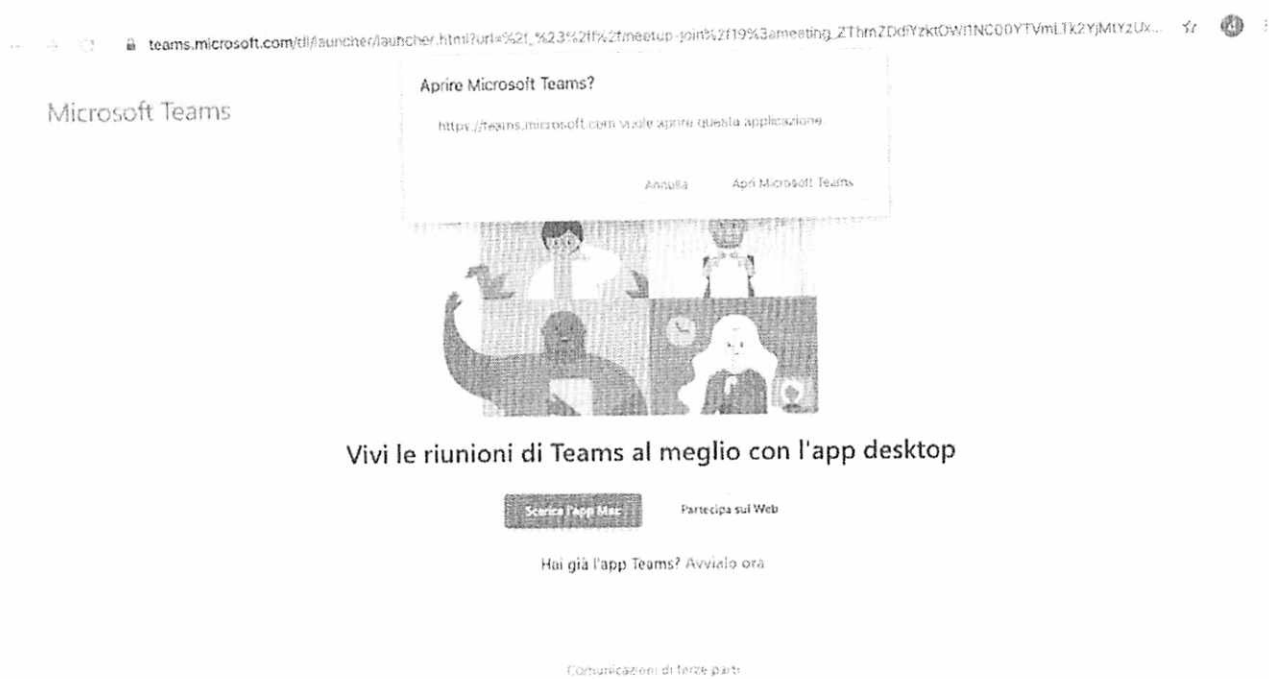 teams.microsoft.com/dl/launcher/launcher.html?url=%2f_%23%2fl%2fmeetup-join%2f19%3ameeting_
Aprire Microsoft Teams?
Microsoft Teams
https://teams.microsoft.com vuole aprire questa applicazione.
Annulla Apri Microsoft Teams
Vivi le riunioni di Teams al meglio con l'app desktop
Scarica l'app Mac Partecipa sul Web
Hai già l'app Teams? Avvialo ora
Comunicazioni di terze parti